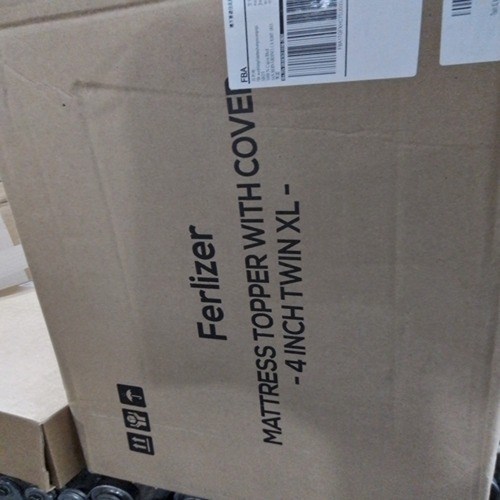 Ferlizer
MATTRESS TOPPER WITH COVER
- 4 INCH TWIN XL -
FBA